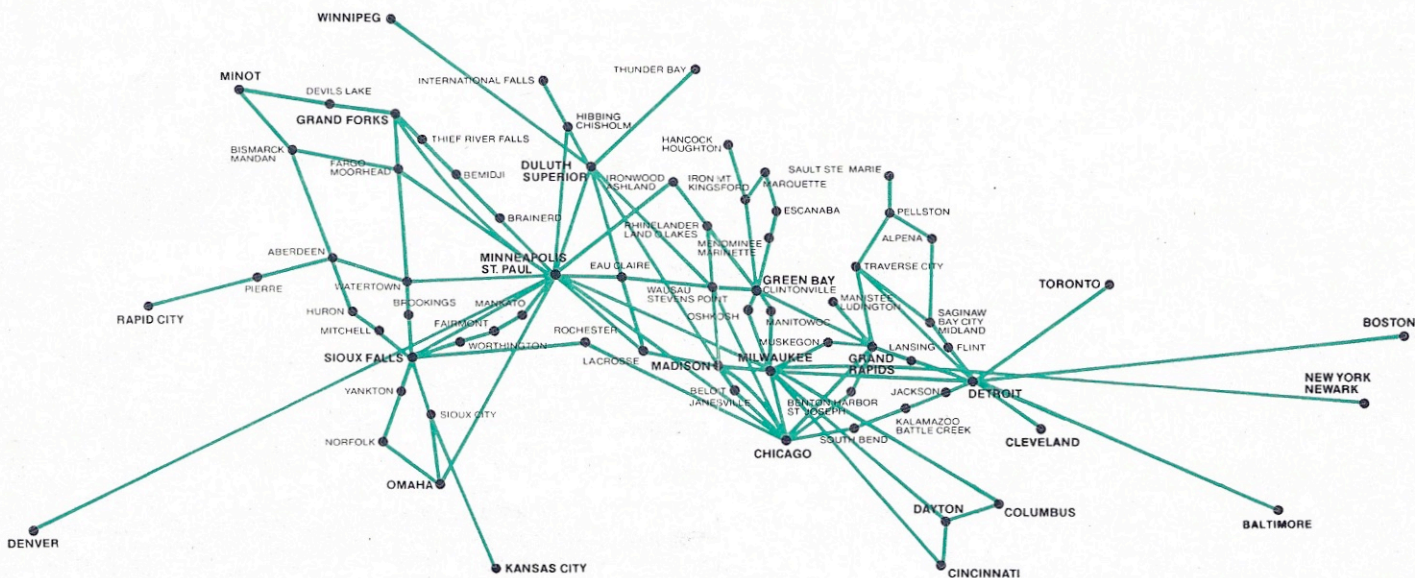 WINNIPEG
THUNDER BAY
MINOT
INTERNATIONAL FALLS
DEVILS LAKE
GRAND FORKS
HIBBING
CHISHOLM
THIEF RIVER FALLS
HANCOCK
HOUGHTON
BISMARCK
MANDAN
FARGO
MOORHEAD
BEMIDJI
DULUTH
SUPERIOR
IRONWOOD
ASHLAND
IRON MT
KINGSFORD
MARQUETTE
SAULT STE MARIE
BRAINERD
RHINELANDER
LAND O LAKES
ESCANABA
PELLSTON
MENOMINEE
MARINETTE
ALPENA
ABERDEEN
MINNEAPOLIS
ST. PAUL
EAU CLAIRE
TRAVERSE CITY
PIERRE
WATERTOWN
WAUSAU
STEVENS POINT
GREEN BAY
CLINTONVILLE
TORONTO
RAPID CITY
HURON
BROOKINGS
MANKATO
OSHKOSH
MANITOWOC
MANISTEE
LUDINGTON
SAGINAW
BAY CITY
MIDLAND
BOSTON
MITCHELL
FAIRMONT
ROCHESTER
MUSKEGON
LANSING
FLINT
SIOUX FALLS
WORTHINGTON
LACROSSE
MADISON
MILWAUKEE
GRAND
RAPIDS
NEW YORK
NEWARK
YANKTON
BELOIT
JANESVILLE
BENTON HARBOR
ST JOSEPH
JACKSON
DETROIT
SIOUX CITY
KALAMAZOO
BATTLE CREEK
NORFOLK
SOUTH BEND
CLEVELAND
CHICAGO
OMAHA
DAYTON
COLUMBUS
BALTIMORE
DENVER
KANSAS CITY
CINCINNATI